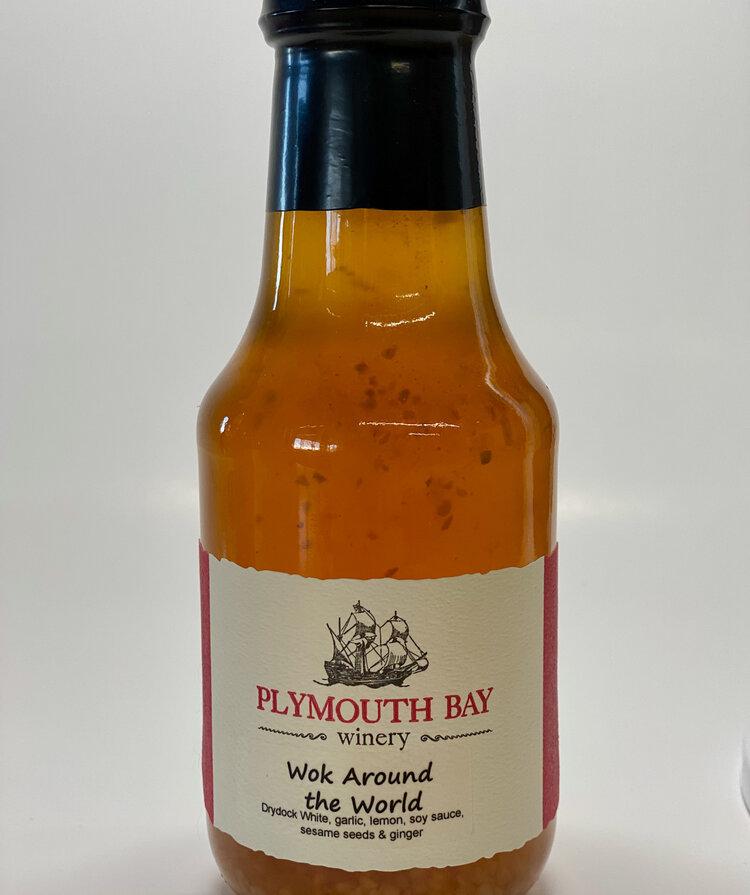 PLYMOUTH BAY
winery
Wok Around
the World
Drydock White, garlic, lemon, soy sauce,
sesame seeds & ginger